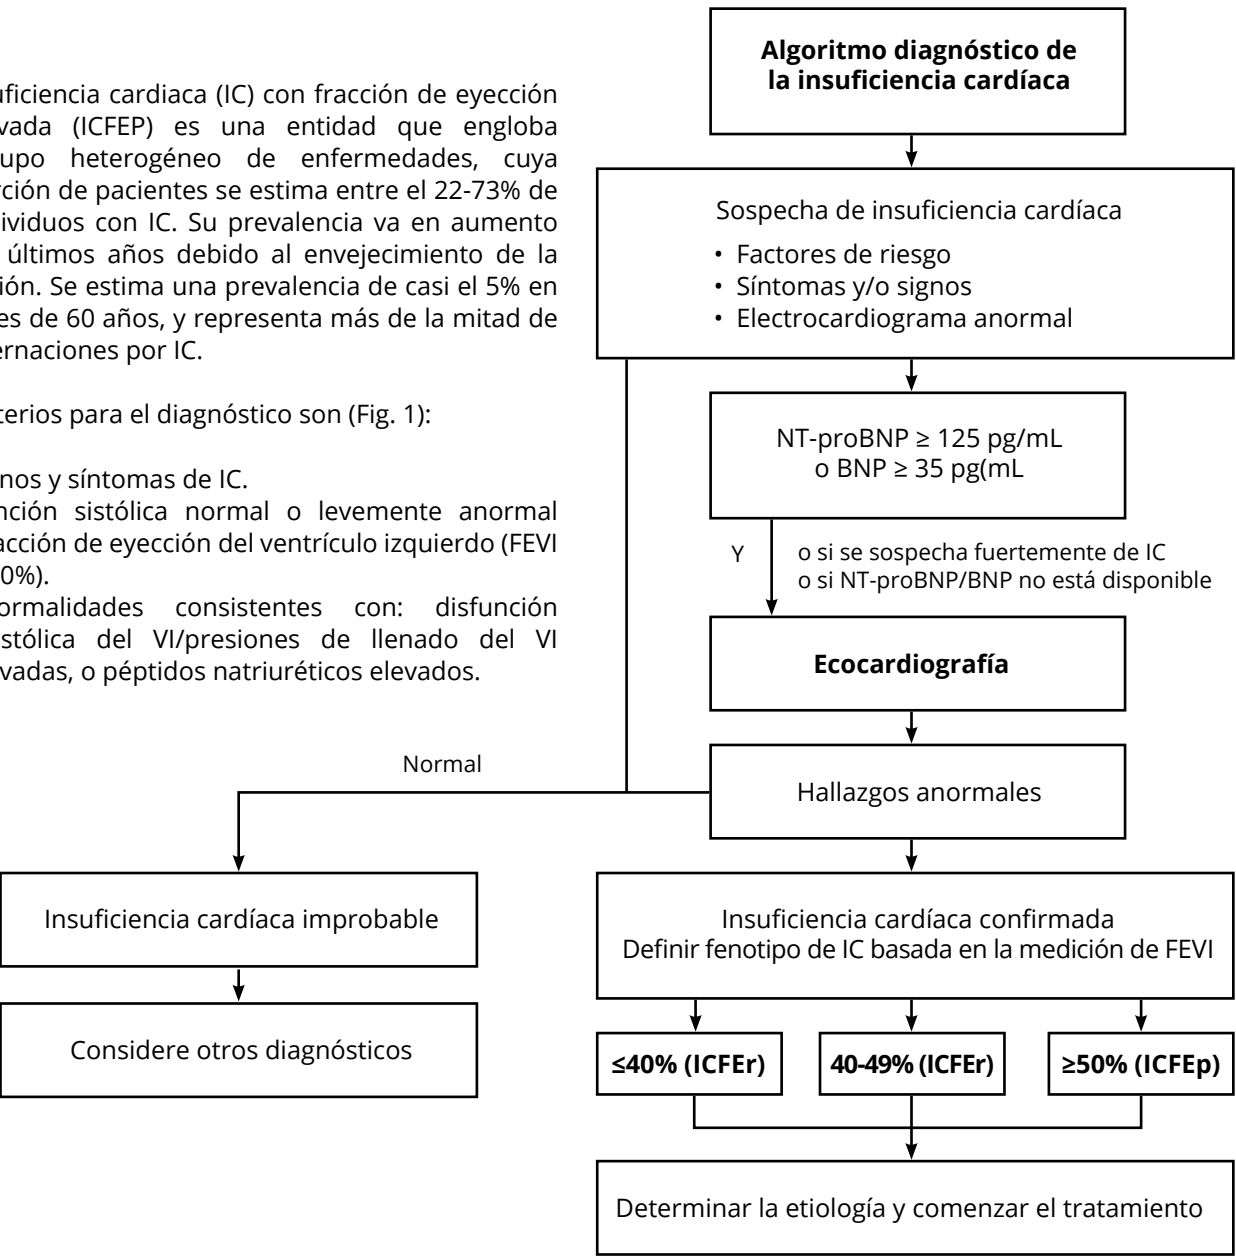 uficiencia cardiaca (IC) con fracción de eyección
vada (ICFEP) es una entidad que engloba
upo heterogéneo de enfermedades, cuya
rción de pacientes se estima entre el 22-73% de
dividuos con IC. Su prevalencia va en aumento
últimos años debido al envejecimiento de la
ión. Se estima una prevalencia de casi el 5% en
es de 60 años, y representa más de la mitad de
ernaciones por IC.
terios para el diagnóstico son (Fig. 1):
nos y síntomas de IC.
nción sistólica normal o levemente anormal
acción de eyección del ventrículo izquierdo (FEVI
0%).
ormalidades consistentes con: disfunción
stólica del VI/presiones de llenado del VI
vadas, o péptidos natriuréticos elevados.
Algoritmo diagnóstico de
la insuficiencia cardíaca
Sospecha de insuficiencia cardíaca
• Factores de riesgo
• Síntomas y/o signos
• Electrocardiograma anormal
NT-proBNP ≥ 125 pg/mL
o BNP ≥ 35 pg(mL
Y
o si se sospecha fuertemente de IC
o si NT-proBNP/BNP no está disponible
Ecocardiografía
Normal
Hallazgos anormales
Insuficiencia cardíaca improbable
Considere otros diagnósticos
Insuficiencia cardíaca confirmada
Definir fenotipo de IC basada en la medición de FEVI
≤40% (ICFEr)
40-49% (ICFEr)
≥50% (ICFEp)
Determinar la etiología y comenzar el tratamiento